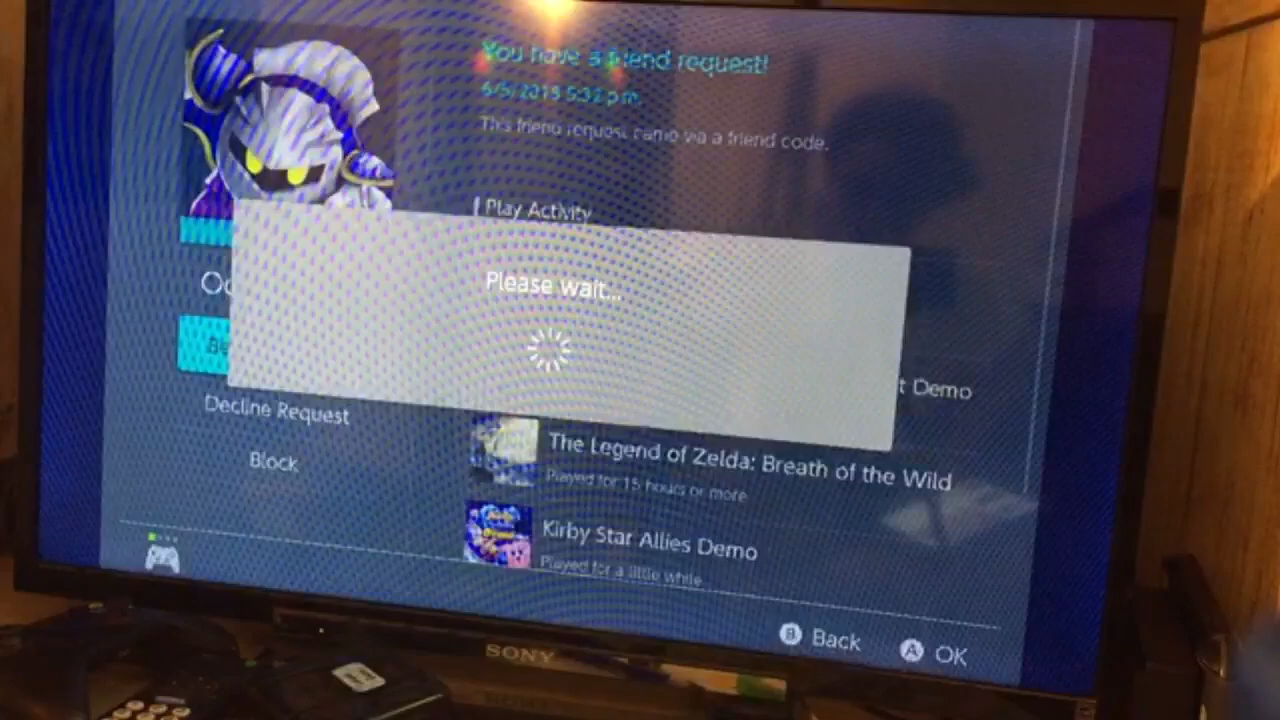 You have a friend request!
6/5/2018 5:32 p.m.
This friend request came via a friend code.
Play Activity
Please wait...
Be
t Demo
Decline Request
The Legend of Zelda: Breath of the Wild
Played for 15 hours or more
Block
Kirby Star Allies Demo
Played for a little while
B Back
A OK
SONY